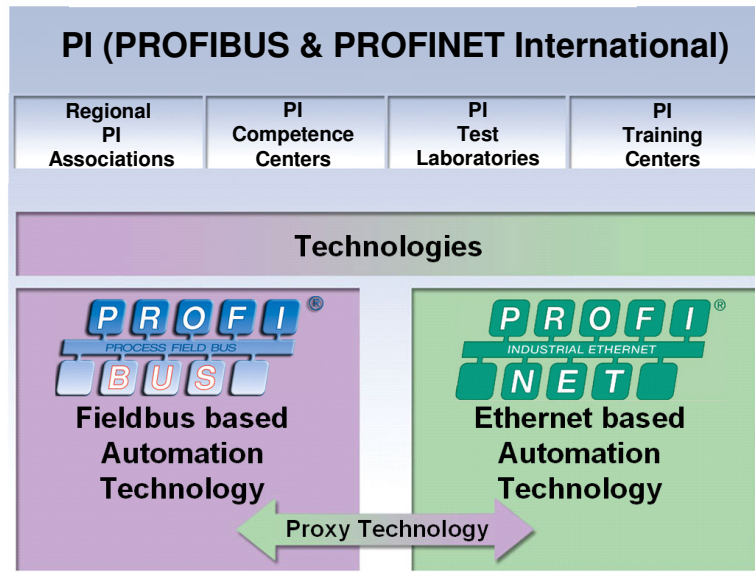 PI (PROFIBUS & PROFINET International)
Regional
PI
Associations
PI
Competence
Centers
PI
Test
Laboratories
PI
Training
Centers
Technologies
PROFI®
PROCESS FIELD BUS
BUS
Fieldbus based
Automation
Technology
PROFI®
INDUSTRIAL ETHERNET
NET
Ethernet based
Automation
Technology
Proxy Technology